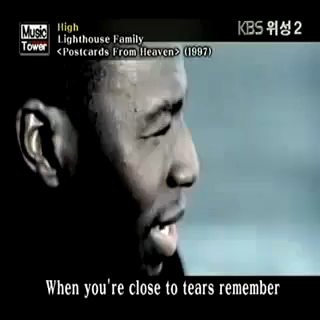 Music
Tower
High
Lighthouse Family
<Postcards From Heaven> (1997)
KBS 위성 2
When you're close to tears remember